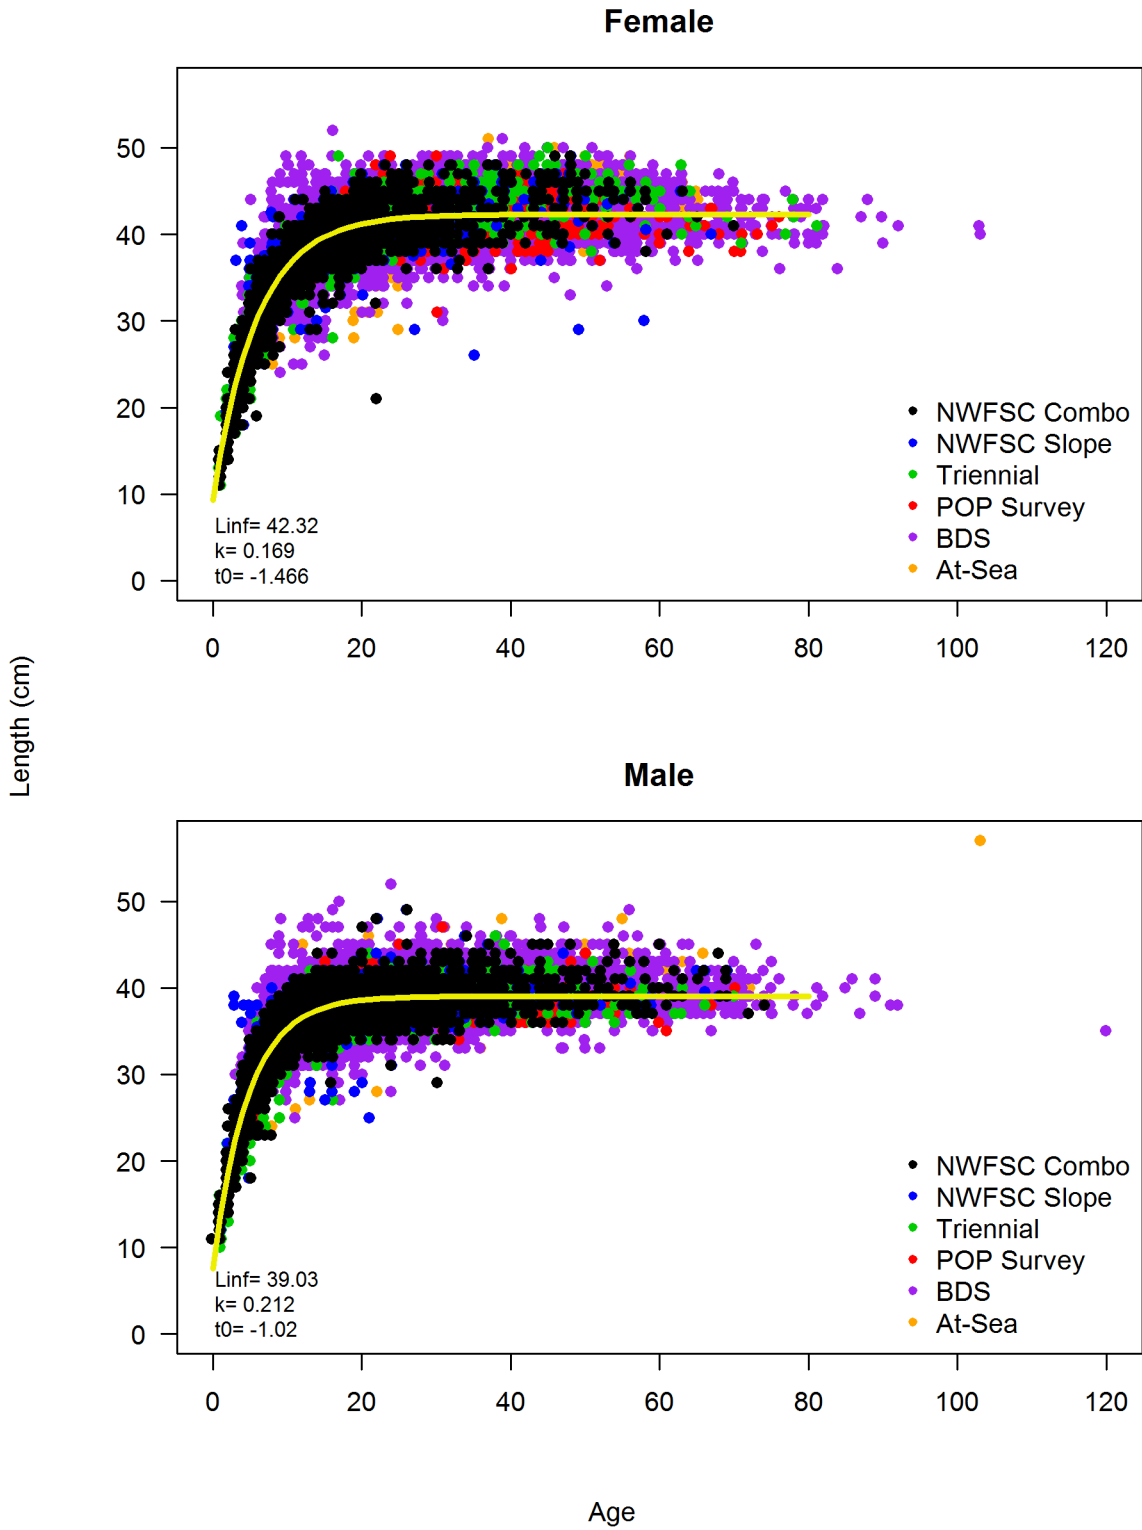 Female
50
40
30
20
10
0
Linf= 42.32
k= 0.169
t0= -1.466
NWFSC Combo
NWFSC Slope
Triennial
POP Survey
BDS
At-Sea
0 20 40 60 80 100 120
Length (cm)
Male
50
40
30
20
10
0
Linf= 39.03
k= 0.212
t0= -1.02
NWFSC Combo
NWFSC Slope
Triennial
POP Survey
BDS
At-Sea
0 20 40 60 80 100 120
Age